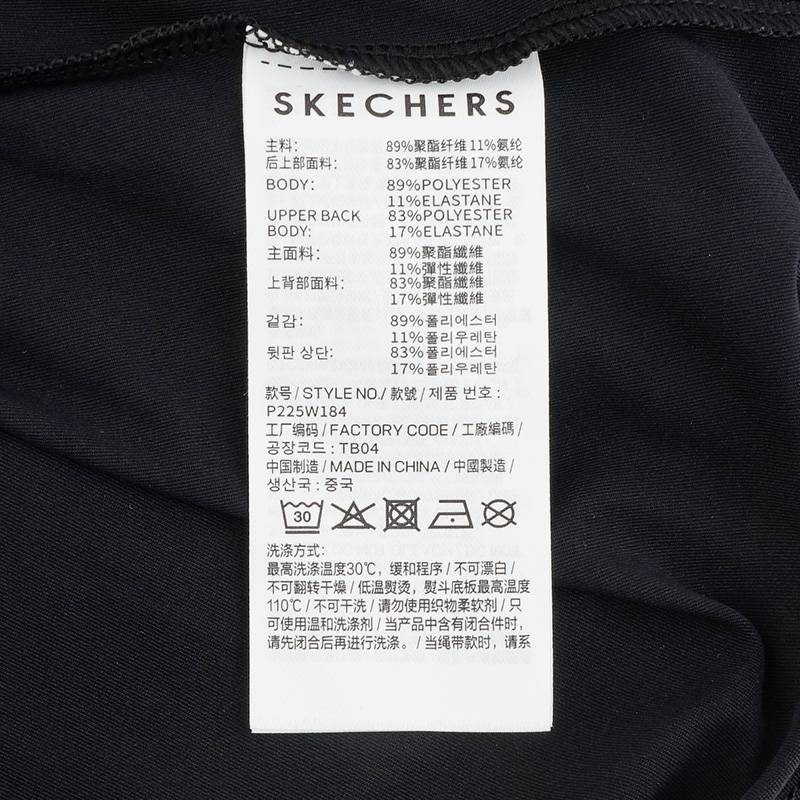 SKECHERS
主料: 89%聚酯纤维 11%氨纶
后上部面料: 83%聚酯纤维 17%氨纶
BODY: 89%POLYESTER
11%ELASTANE
UPPER BACK 83%POLYESTER
BODY: 17%ELASTANE
主面料: 89%聚酯纖維
11%彈性纖維
上背部面料: 83%聚酯纖維
17%彈性纖維
겉감: 89%폴리에스터
11%폴리우레탄
뒷판 상단: 83%폴리에스터
17%폴리우레탄
款号 / STYLE NO./ 款號 / 제품 번호 :
P225W184
工厂编码 / FACTORY CODE / 工廠編碼 /
공장코드 : TB04
中国制造 / MADE IN CHINA / 中國製造 /
생산국 : 중국
30
洗涤方式:
最高洗涤温度30℃, 缓和程序 / 不可漂白 /
不可翻转干燥 / 低温熨烫, 熨斗底板最高温度
110℃ / 不可干洗 / 请勿使用织物柔软剂 / 只
可使用温和洗涤剂 / 当产品中含有闭合件时,
请先闭合后再进行洗涤。 / 当绳带款时, 请系